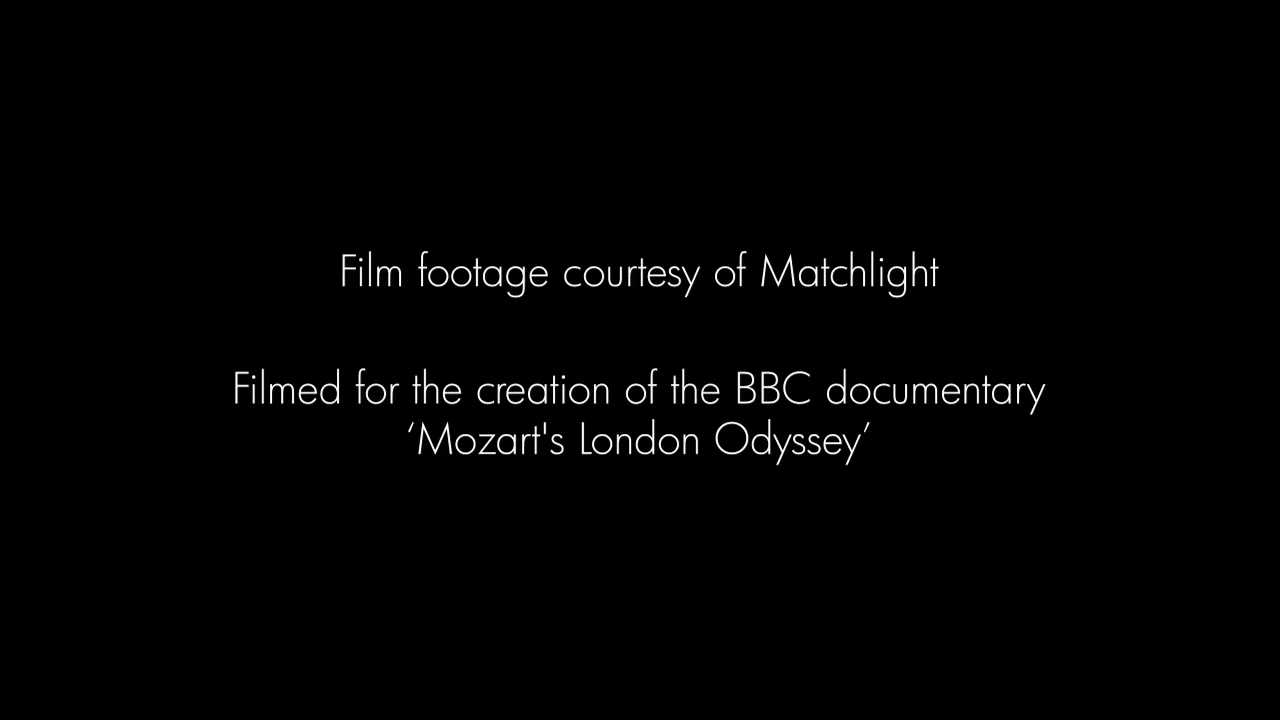 Film footage courtesy of Matchlight
Filmed for the creation of the BBC documentary
‘Mozart's London Odyssey’